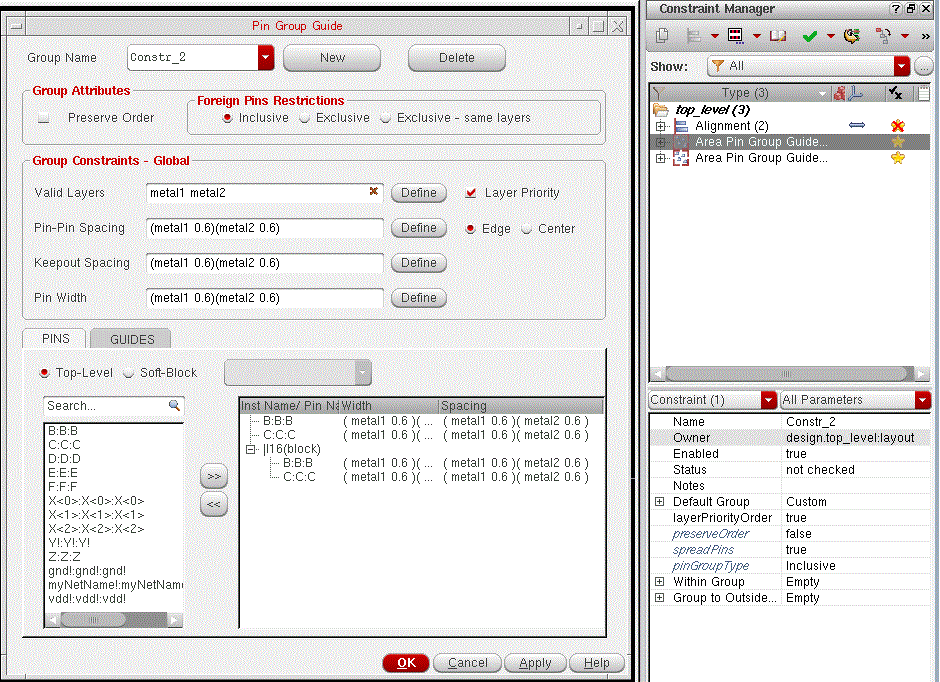 Pin Group Guide
Group Name Constr_2 New Delete
Group Attributes
Preserve Order
Foreign Pins Restrictions
Inclusive Exclusive Exclusive - same layers
Group Constraints - Global
Valid Layers metal1 metal2 Define Layer Priority
Pin-Pin Spacing (metal1 0.6)(metal2 0.6) Define Edge Center
Keepout Spacing (metal1 0.6)(metal2 0.6) Define
Pin Width (metal1 0.6)(metal2 0.6) Define
PINS GUIDES
Top-Level Soft-Block
Search...
B:B:B
C:C:C
D:D:D
E:E:E
F:F:F
X<0>:X<0>:X<0>
X<1>:X<1>:X<1>
X<2>:X<2>:X<2>
Y!:Y!:Y!
Z:Z:Z
gnd!:gnd!:gnd!
myNetName!:myNetName
vdd!:vdd!:vdd!
>>
<<
Inst Name/ Pin Na Width Spacing
B:B:B ( metal1 0.6 )( ... ( metal1 0.6 )( metal2 0.6 )
C:C:C ( metal1 0.6 )( ... ( metal1 0.6 )( metal2 0.6 )
|I16(block)
B:B:B ( metal1 0.6 )( ... ( metal1 0.6 )( metal2 0.6 )
C:C:C ( metal1 0.6 )( ... ( metal1 0.6 )( metal2 0.6 )
OK Cancel Apply Help
Constraint Manager
Show: All ...
Type (3)
top_level (3)
Alignment (2)
Area Pin Group Guide...
Area Pin Group Guide...
Constraint (1) All Parameters
Name Constr_2
Owner design.top_level:layout
Enabled true
Status not checked
Notes
Default Group Custom
layerPriorityOrder true
preserveOrder false
spreadPins true
pinGroupType Inclusive
Within Group Empty
Group to Outside... Empty